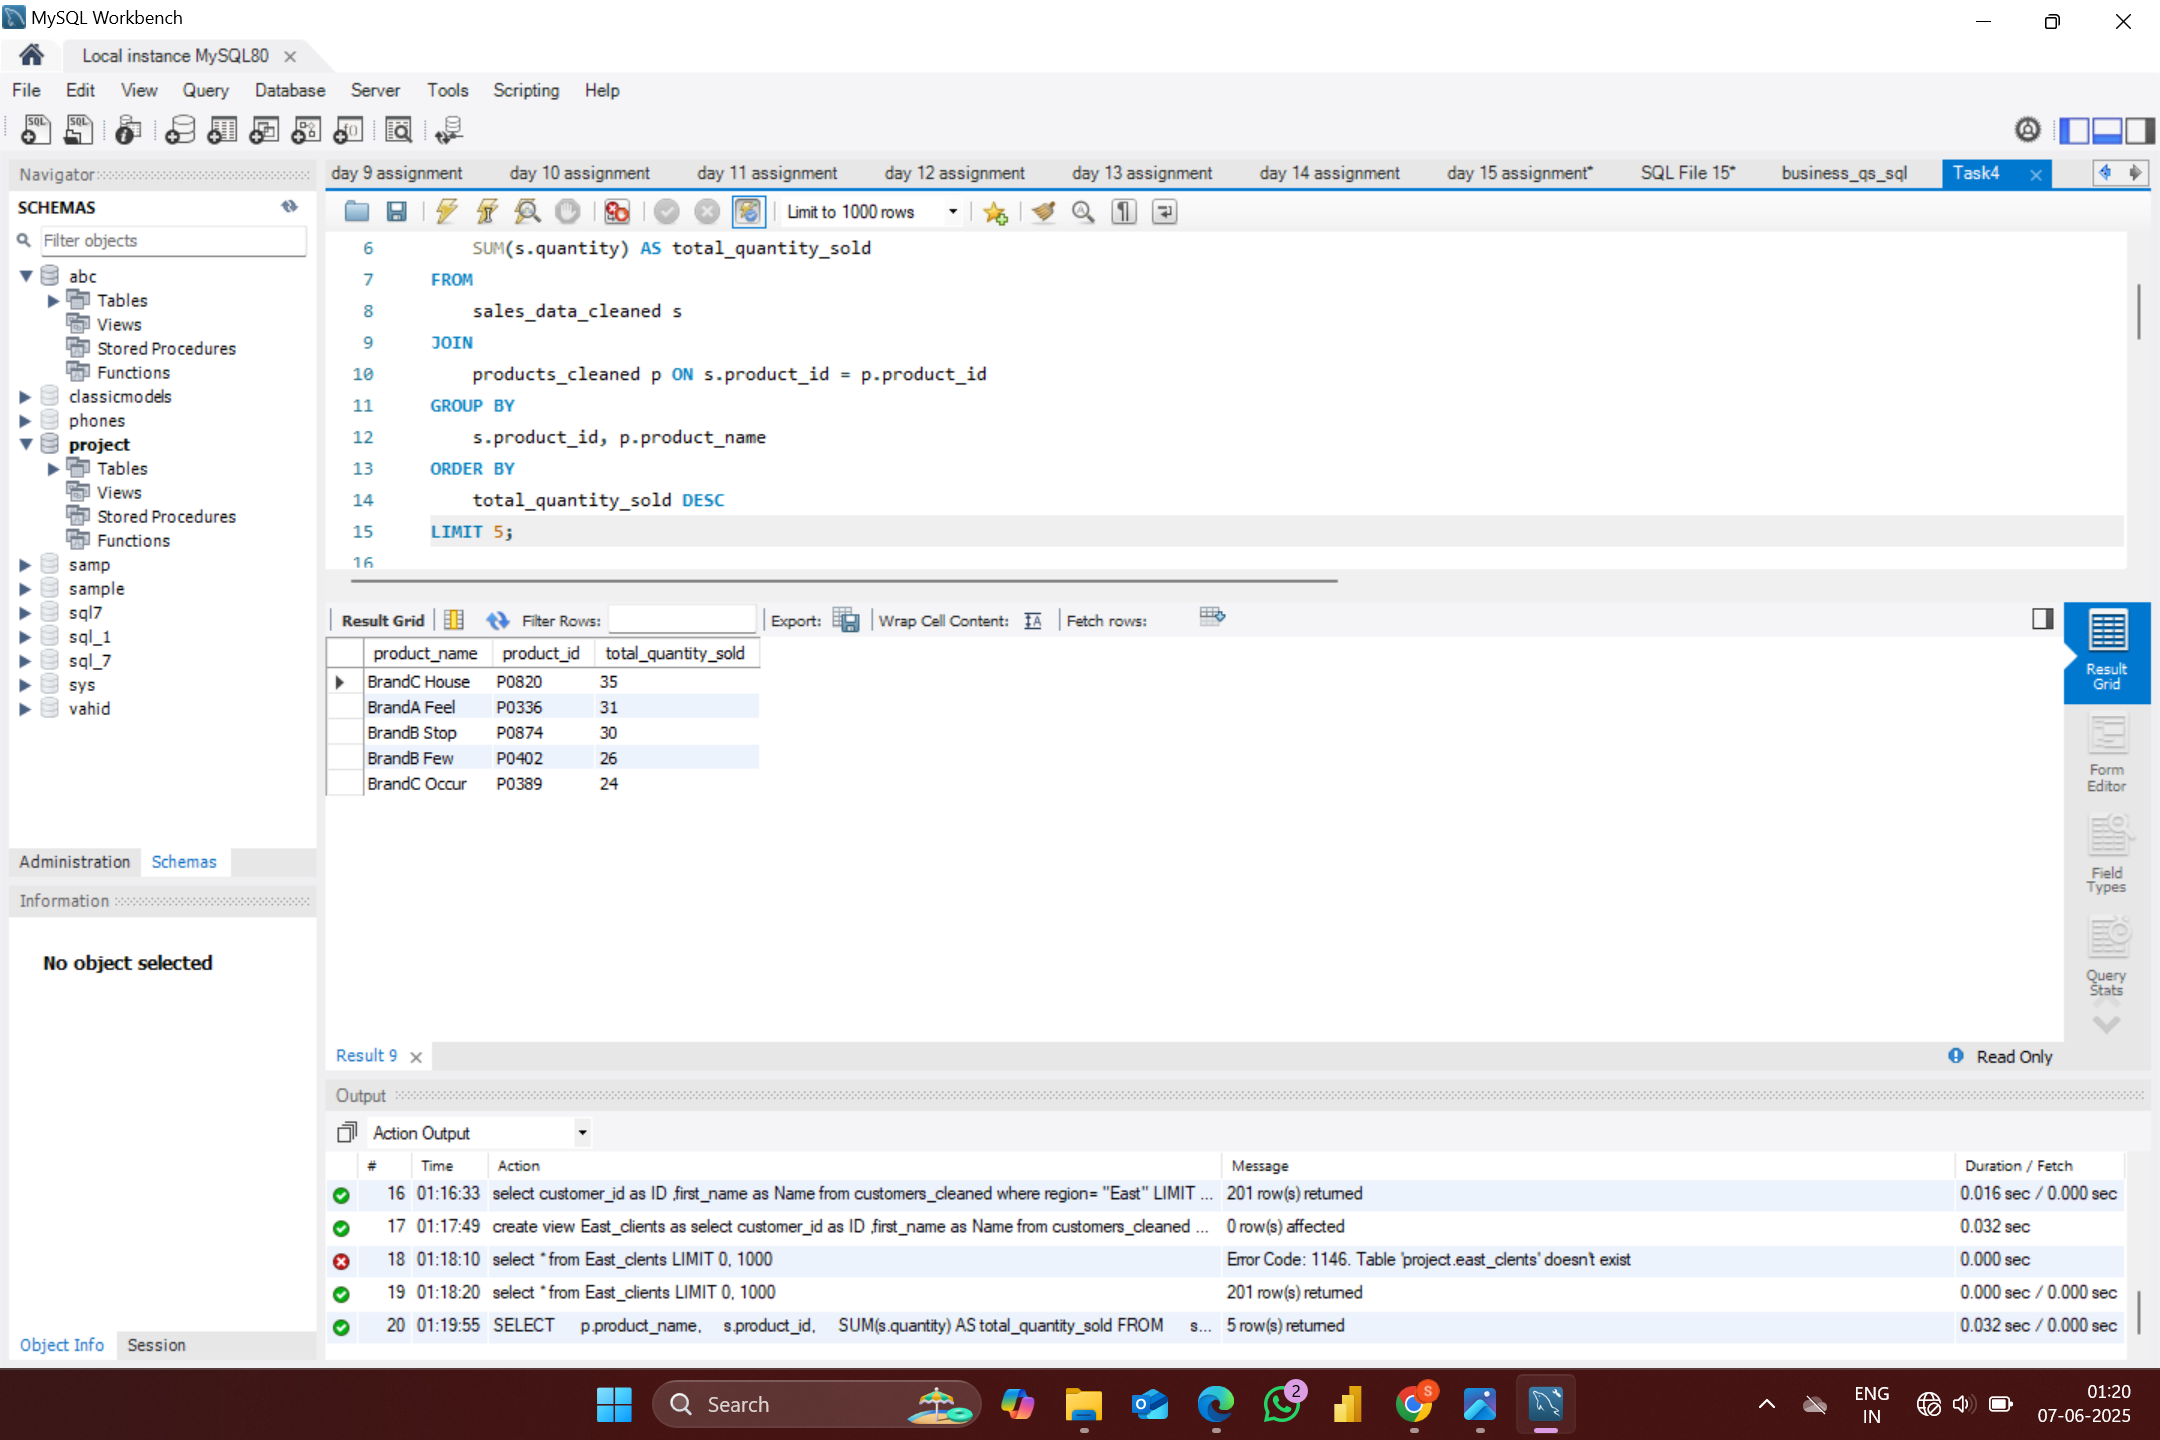 MySQL Workbench
Local instance MySQL80
File Edit View Query Database Server Tools Scripting Help
Navigator
SCHEMAS
Filter objects
abc
Tables
Views
Stored Procedures
Functions
classicmodels
phones
project
Tables
Views
Stored Procedures
Functions
samp
sample
sql7
sql_1
sql_7
sys
vahid
Administration Schemas
Information
No object selected
Object Info Session
day 9 assignment day 10 assignment day 11 assignment day 12 assignment day 13 assignment day 14 assignment day 15 assignment* SQL File 15* business_qs_sql Task4
Limit to 1000 rows
6 SUM(s.quantity) AS total_quantity_sold
7 FROM
8 sales_data_cleaned s
9 JOIN
10 products_cleaned p ON s.product_id = p.product_id
11 GROUP BY
12 s.product_id, p.product_name
13 ORDER BY
14 total_quantity_sold DESC
15 LIMIT 5;
16
Result Grid Filter Rows: Export: Wrap Cell Content: Fetch rows:
product_name product_id total_quantity_sold
BrandC House P0820 35
BrandA Feel P0336 31
BrandB Stop P0874 30
BrandB Few P0402 26
BrandC Occur P0389 24
Result
Grid
Form
Editor
Field
Types
Query
Stats
Result 9
Read Only
Output
Action Output
# Time Action Message Duration / Fetch
16 01:16:33 select customer_id as ID ,first_name as Name from customers_cleaned where region= "East" LIMIT ... 201 row(s) returned 0.016 sec / 0.000 sec
17 01:17:49 create view East_clients as select customer_id as ID ,first_name as Name from customers_cleaned ... 0 row(s) affected 0.032 sec
18 01:18:10 select * from East_clents LIMIT 0, 1000 Error Code: 1146. Table 'project.east_clents' doesn't exist 0.000 sec
19 01:18:20 select * from East_clients LIMIT 0, 1000 201 row(s) returned 0.000 sec / 0.000 sec
20 01:19:55 SELECT p.product_name, s.product_id, SUM(s.quantity) AS total_quantity_sold FROM s... 5 row(s) returned 0.032 sec / 0.000 sec
Search
2
S
ENG
IN
01:20
07-06-2025